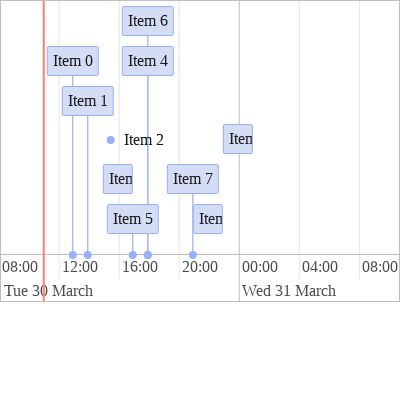 Item 6
Item 0
Item 4
Item 1
Item 2
Item
Item 7
Item 5
08:00 12:00 16:00 20:00 00:00 04:00 08:00
Tue 30 March Wed 31 March